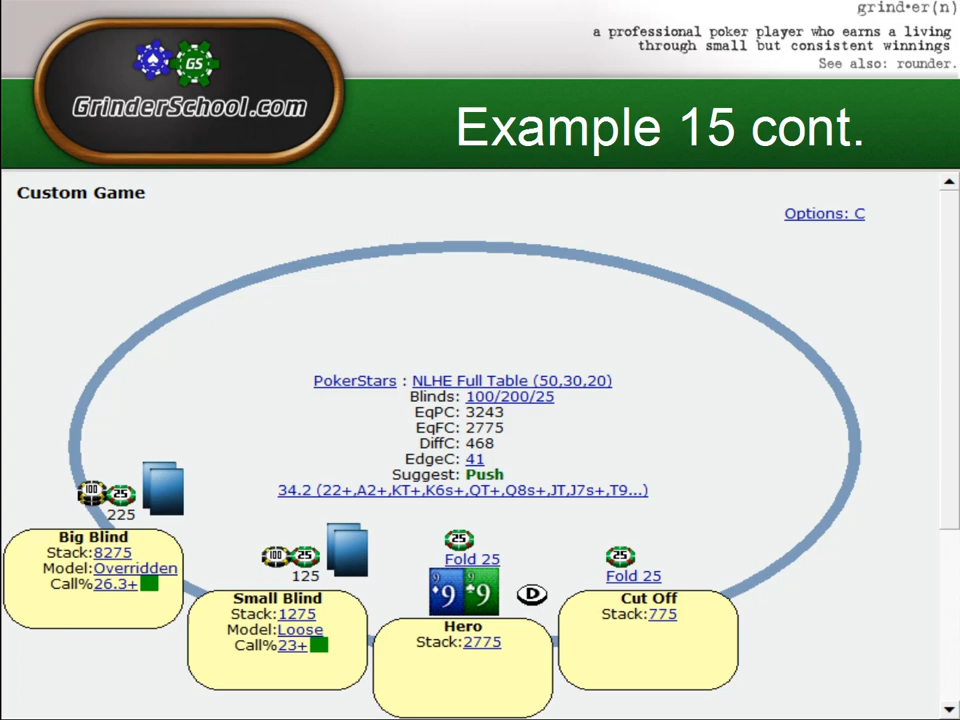 grind•er(n)
a professional poker player who earns a living
through small but consistent winnings
See also: rounder.
GS
GrinderSchool.com
Example 15 cont.
Custom Game
Options: C
PokerStars : NLHE Full Table (50,30,20)
Blinds: 100/200/25
EqPC: 3243
EqFC: 2775
DiffC: 468
EdgeC: 41
Suggest: Push
34.2 (22+,A2+,KT+,K6s+,QT+,Q8s+,JT,J7s+,T9...)
100 25
225
Big Blind
Stack:8275
Model:Overridden
Call%26.3+
100 25
125
Small Blind
Stack:1275
Model:Loose
Call%23+
25
Fold 25
9 9 9 9
D
Hero
Stack:2775
25
Fold 25
Cut Off
Stack:775